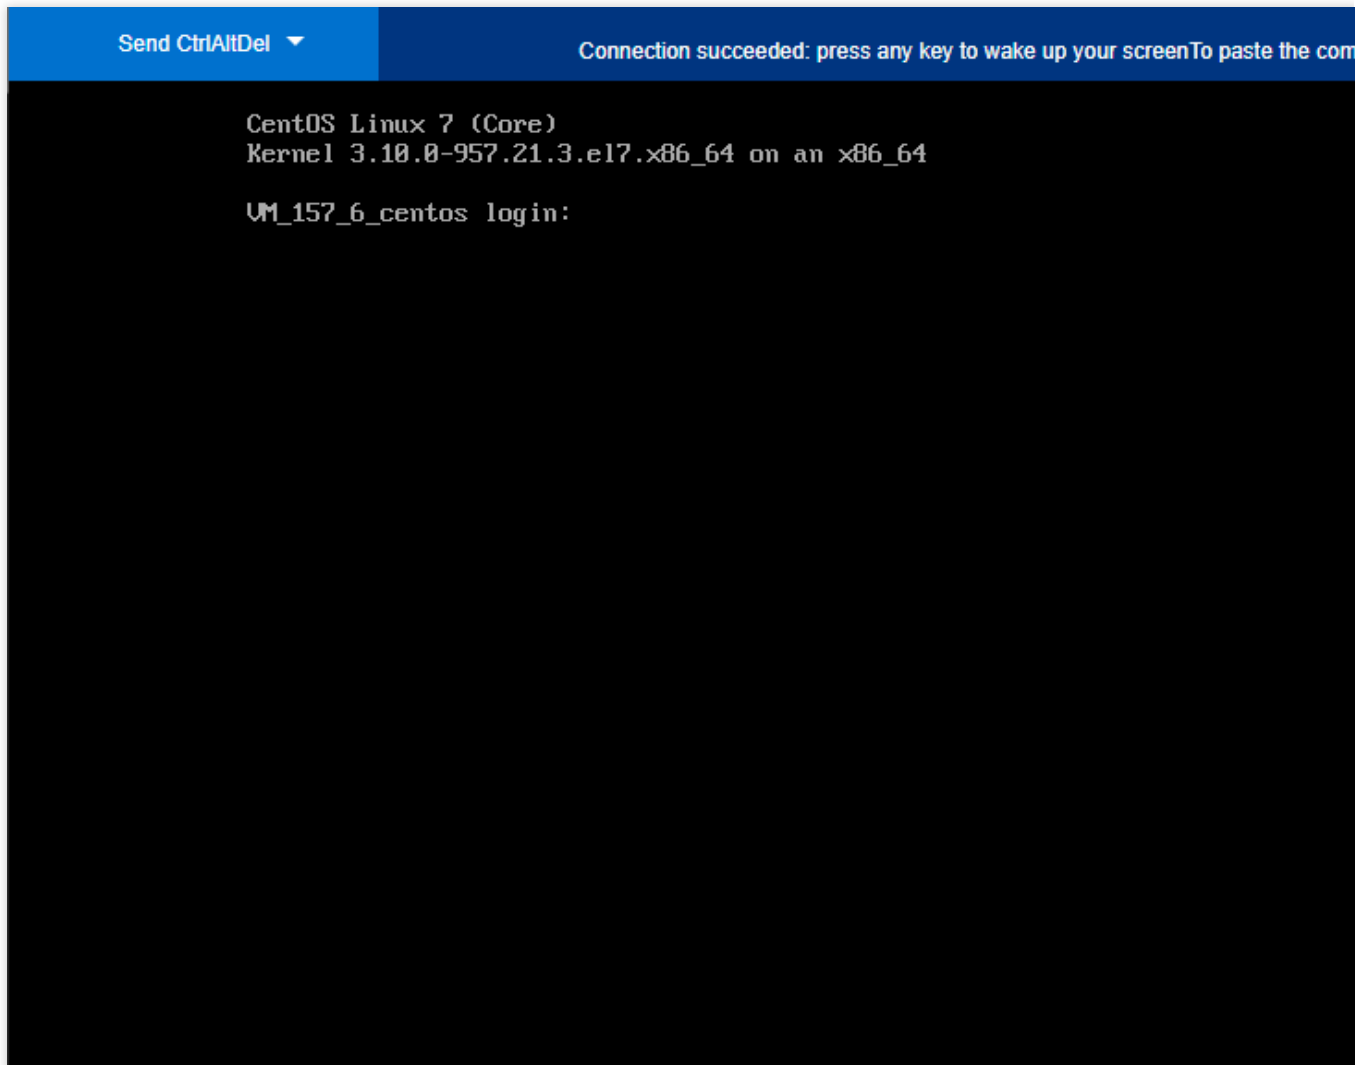 Send CtrlAltDel
Connection succeeded: press any key to wake up your screenTo paste the com
CentOS Linux 7 (Core)
Kernel 3.10.0-957.21.3.el7.x86_64 on an x86_64
VM_157_6_centos login: